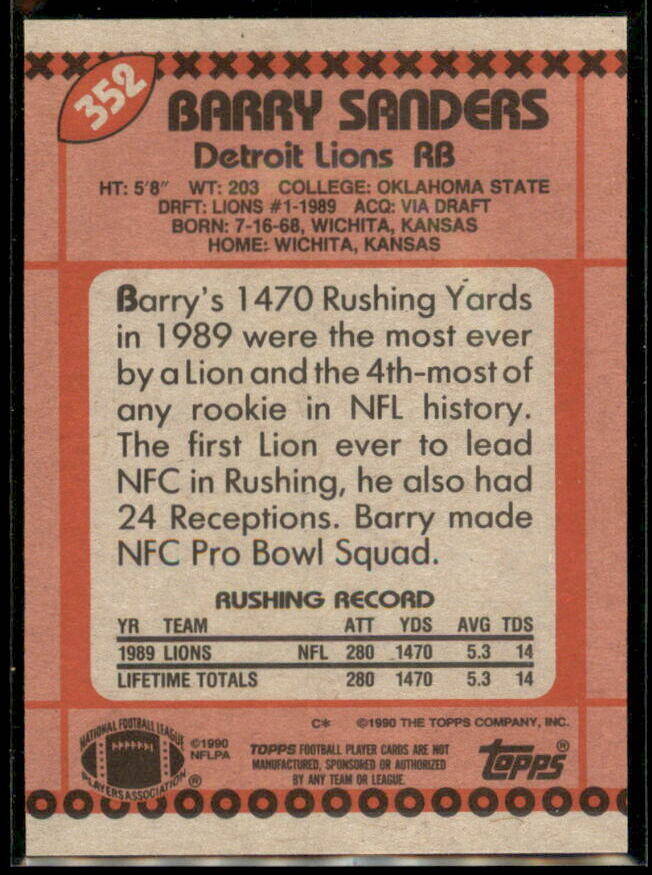 352
BARRY SANDERS
Detroit Lions RB
HT: 5'8" WT: 203 COLLEGE: OKLAHOMA STATE
DRFT: LIONS #1-1989 ACQ: VIA DRAFT
BORN: 7-16-68, WICHITA, KANSAS
HOME: WICHITA, KANSAS
Barry's 1470 Rushing Yards
in 1989 were the most ever
by a Lion and the 4th-most of
any rookie in NFL history.
The first Lion ever to lead
NFC in Rushing, he also had
24 Receptions. Barry made
NFC Pro Bowl Squad.
RUSHING RECORD
YR TEAM ATT YDS AVG TDS
1989 LIONS NFL 280 1470 5.3 14
LIFETIME TOTALS 280 1470 5.3 14
C* ©1990 THE TOPPS COMPANY, INC.
NATIONAL FOOTBALL LEAGUE
PLAYERS ASSOCIATION ®
©1990
NFLPA
TOPPS FOOTBALL PLAYER CARDS ARE NOT
MANUFACTURED, SPONSORED OR AUTHORIZED
BY ANY TEAM OR LEAGUE.
topps®